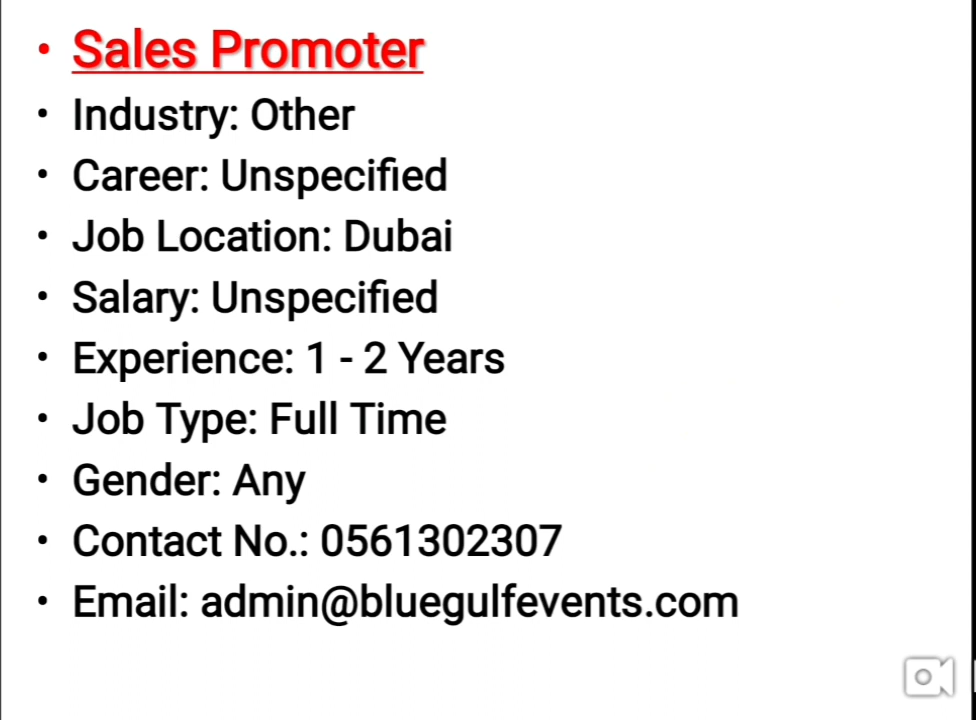 • Sales Promoter
• Industry: Other
• Career: Unspecified
• Job Location: Dubai
• Salary: Unspecified
• Experience: 1 - 2 Years
• Job Type: Full Time
• Gender: Any
• Contact No.: 0561302307
• Email: admin@bluegulfevents.com